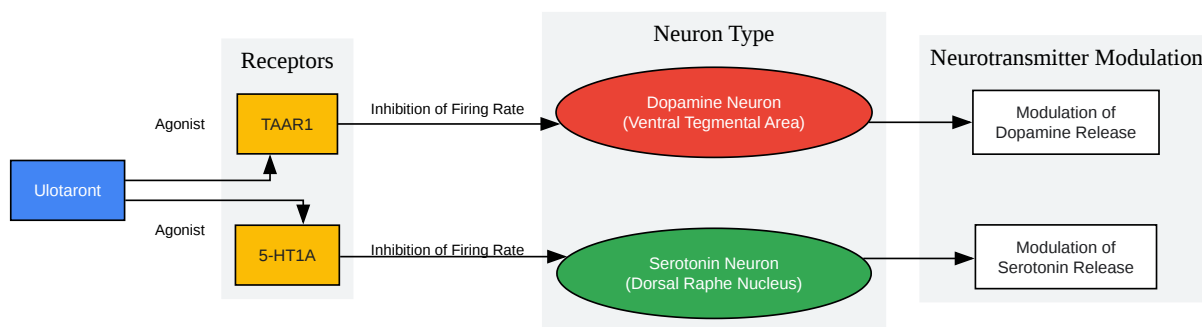 Receptors
Neuron Type
Neurotransmitter Modulation
Ulotaront
Agonist
TAAR1
Inhibition of Firing Rate
Dopamine Neuron
(Ventral Tegmental Area)
Modulation of
Dopamine Release
Agonist
5-HT1A
Inhibition of Firing Rate
Serotonin Neuron
(Dorsal Raphe Nucleus)
Modulation of
Serotonin Release